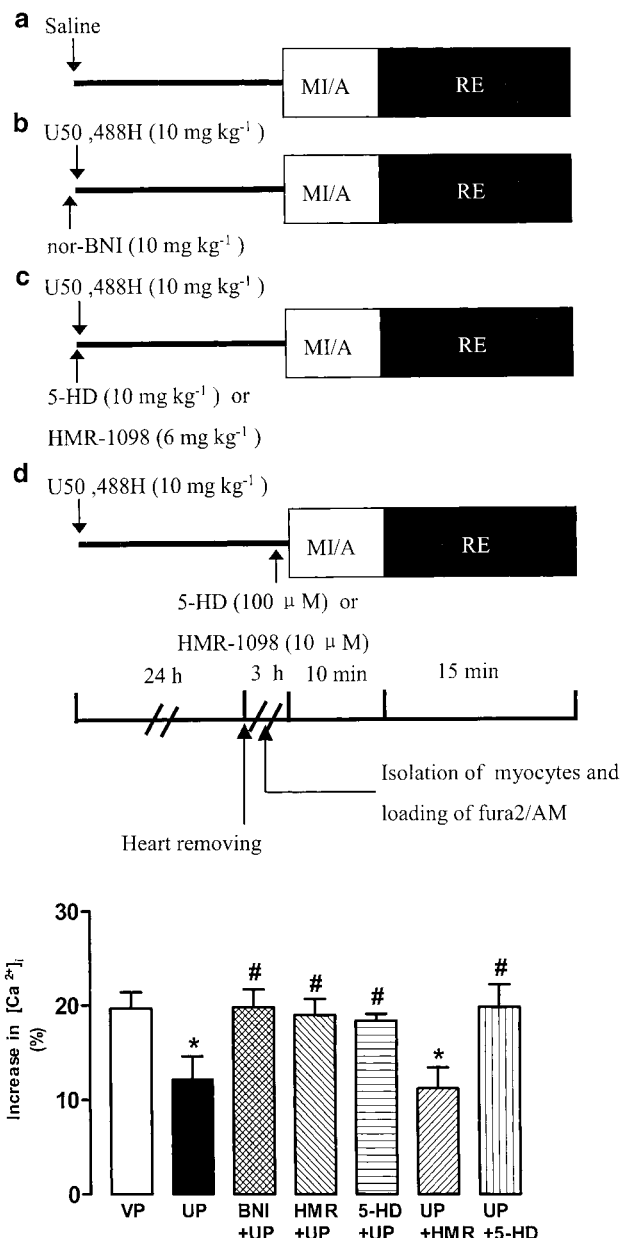 a
Saline
MI/A
RE
b
U50 ,488H (10 mg kg⁻¹ )
MI/A
RE
nor-BNI (10 mg kg⁻¹ )
c
U50 ,488H (10 mg kg⁻¹ )
MI/A
RE
5-HD (10 mg kg⁻¹ ) or
HMR-1098 (6 mg kg⁻¹ )
d
U50 ,488H (10 mg kg⁻¹ )
MI/A
RE
5-HD (100 μ M) or
HMR-1098 (10 μ M)
24 h
3 h
10 min
15 min
Isolation of myocytes and
loading of fura2/AM
Heart removing
Increase in [Ca ²⁺]ᵢ
(%)
30
20
10
0
*
#
#
#
*
#
VP
UP
BNI
+UP
HMR
+UP
5-HD
+UP
UP
+HMR
UP
+5-HD